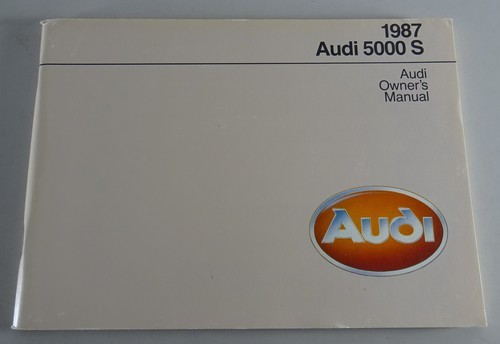 1987
Audi 5000 S
Audi
Owner's
Manual
Audi